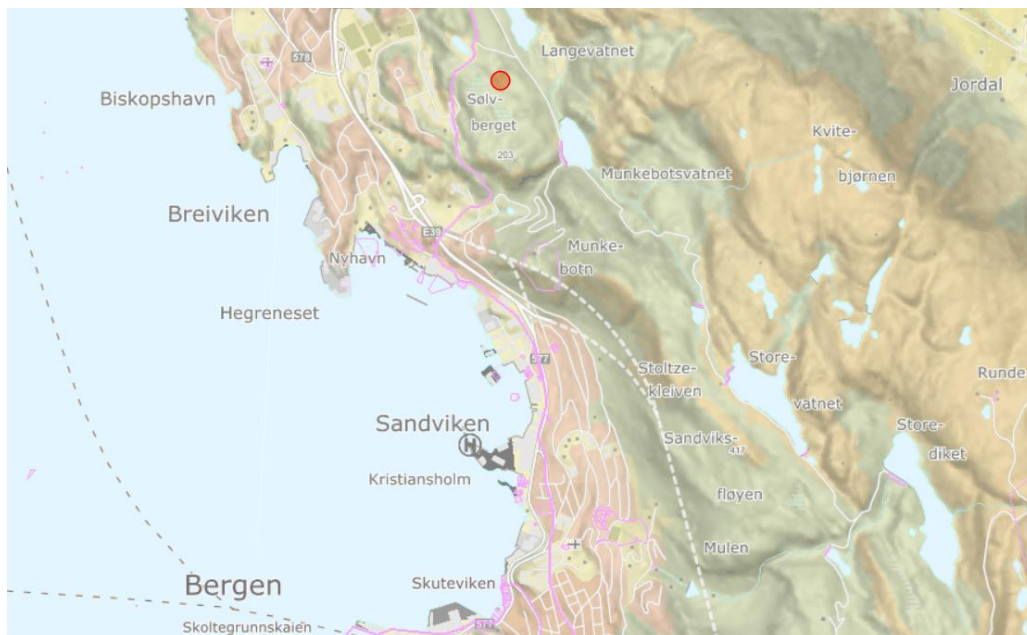 Langevatnet
578
Biskopshavn
Jordal
Sølv-
berget
Kvite-
203
bjørnen
Munkebotsvatnet
Breiviken
E39
Munke-
botn
Nyhavn
Hegreneset
Store-
577
Stoltze-
kleiven
Runde
vatnet
Sandviken
Store-
H
Sandviks-
417
diket
Kristiansholm
fløyen
Mulen
Bergen
Skuteviken
Skoltegrunnskaien